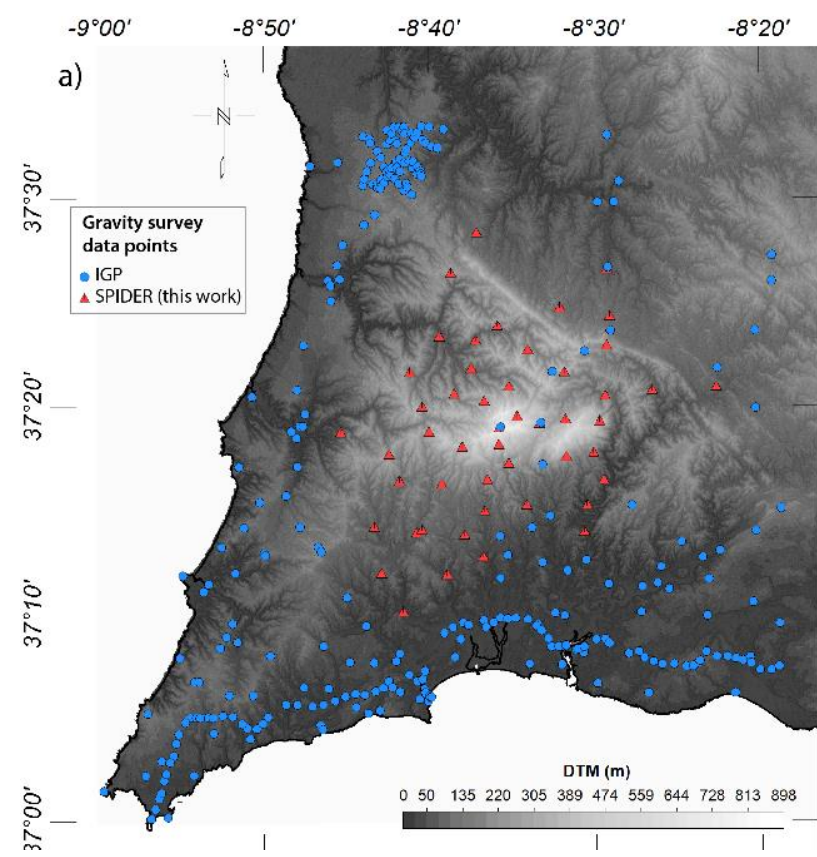 -9°00' -8°50' -8°40' -8°30' -8°20'
a)
N
37°30'
Gravity survey
data points
IGP
SPIDER (this work)
37°20'
37°10'
DTM (m)
0 50 135 220 305 389 474 559 644 728 813 898
37°00'